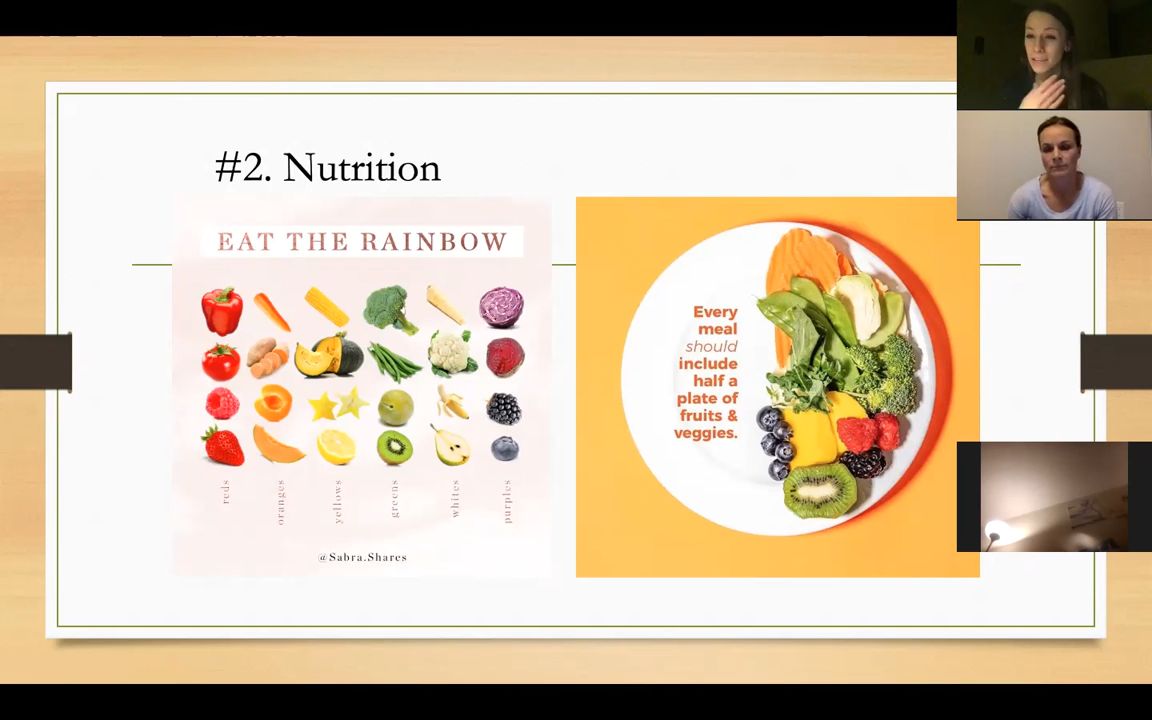 #2. Nutrition
EAT THE RAINBOW
reds
oranges
yellows
greens
whites
purples
@Sabra.Shares
Every
meal
should
include
half a
plate of
fruits &
veggies.